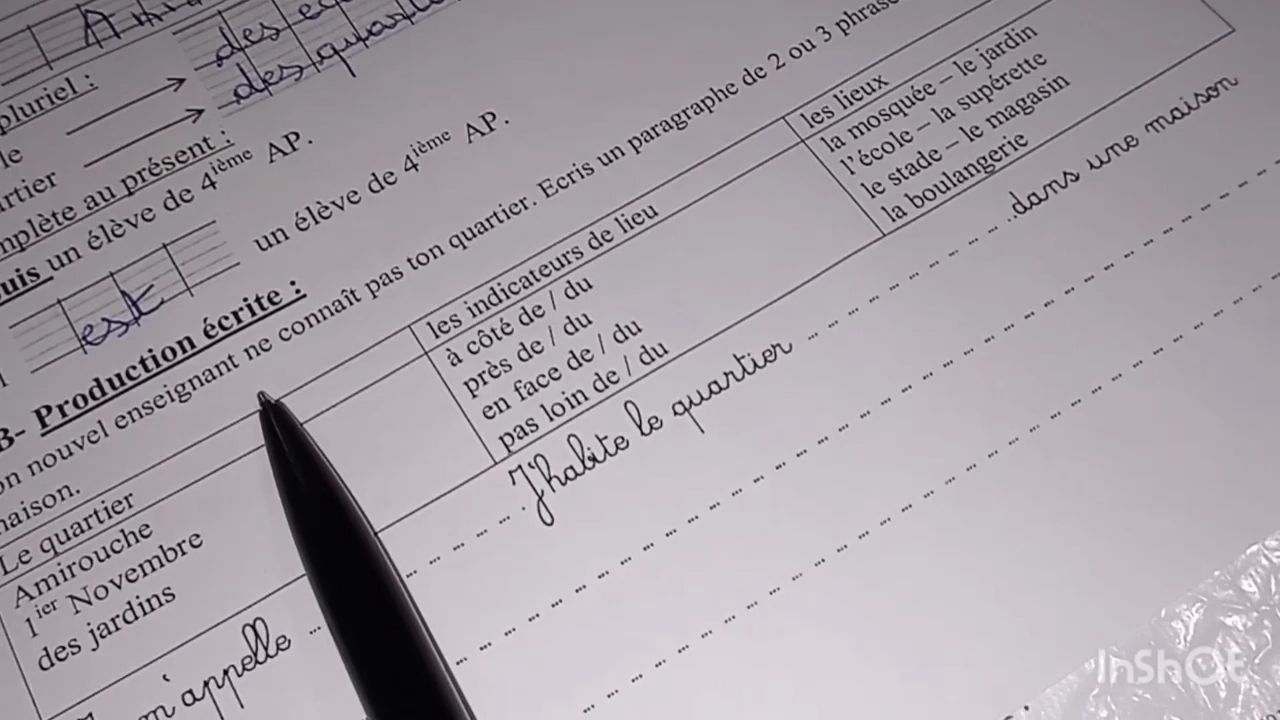 des
des quartie
pluriel :
le
rtier
mplète au présent :
uis un élève de 4ième AP.
est un élève de 4ième AP.
B- Production écrite :
on nouvel enseignant ne connaît pas ton quartier. Ecris un paragraphe de 2 ou 3 phrase
maison.
Le quartier les indicateurs de lieu les lieux
Amirouche
1ier Novembre
des jardins
à côté de / du
près de / du
en face de / du
pas loin de / du
la mosquée – le jardin
l'école – la supérette
le stade – le magasin
la boulangerie
m'appelle ... J'habite le quartier ... dans une maison
InShOt